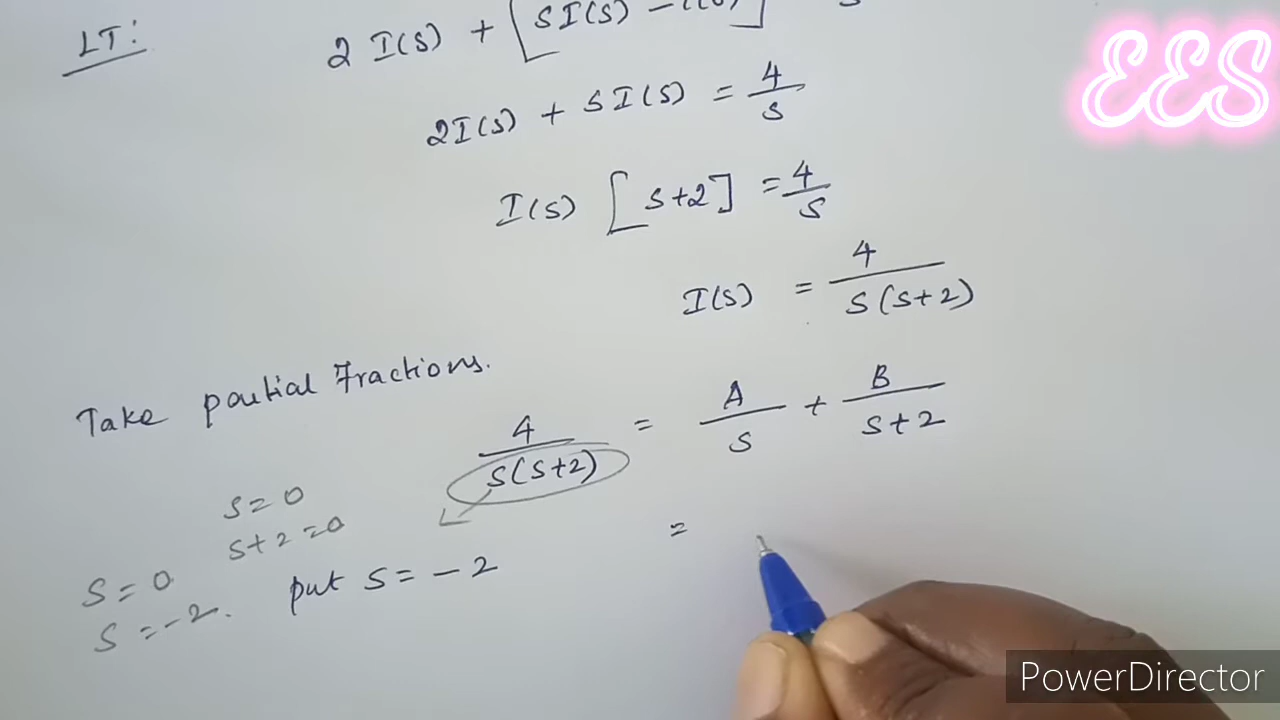 LT:
2 I(s) + [sI(s) -
EES
2I(s) + sI(s) = 4/s
I(s) [s+2] = 4/s
I(s) = 4/s(s+2)
Take partial Fractions.
4/s(s+2) = A/s + B/s+2
s=0
s+2=0
=
s=0
put s=-2
s=-2.
PowerDirector